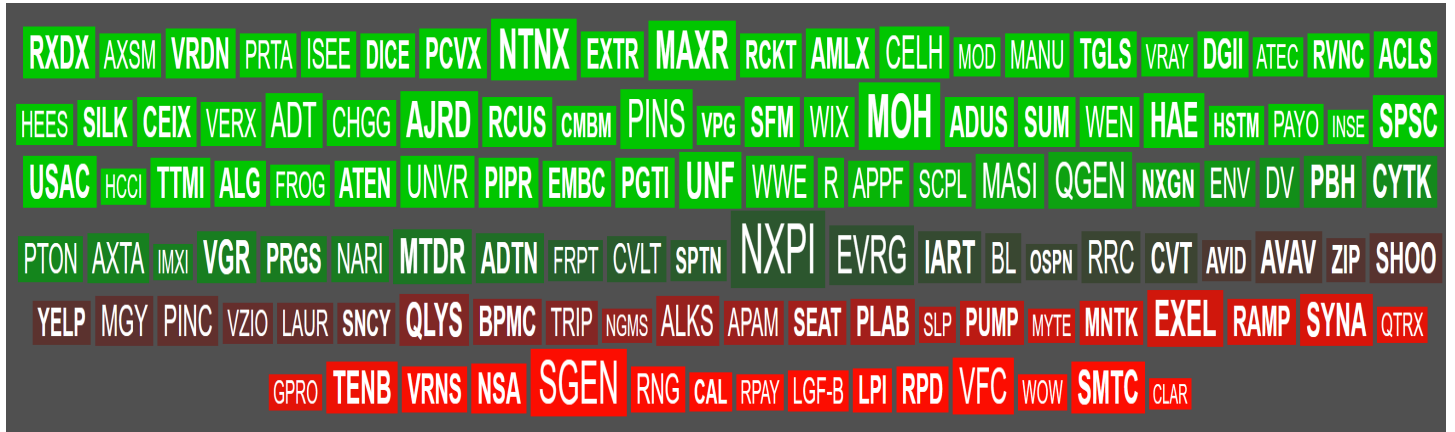 RXDX AXSM VRDN PRTA ISEE DICE PCVX NTNX EXTR MAXR RCKT AMLX CELH MOD MANU TGLS VRAY DGII ATEC RVNC ACLS
HEES SILK CEIX VERX ADT CHGG AJRD RCUS CMBM PINS VPG SFM WIX MOH ADUS SUM WEN HAE HSTM PAYO INSE SPSC
USAC HCCI TTMI ALG FROG ATEN UNVR PIPR EMBC PGTI UNF WWE R APPF SCPL MASI QGEN NXGN ENV DV PBH CYTK
PTON AXTA IMXI VGR PRGS NARI MTDR ADTN FRPT CVLT SPTN NXPI EVRG IART BL OSPN RRC CVT AVID AVAV ZIP SHOO
YELP MGY PINC VZIO LAUR SNCY QLYS BPMC TRIP NGMS ALKS APAM SEAT PLAB SLP PUMP MYTE MNTK EXEL RAMP SYNA QTRX
GPRO TENB VRNS NSA SGEN RNG CAL RPAY LGF-B LPI RPD VFC WOW SMTC CLAR